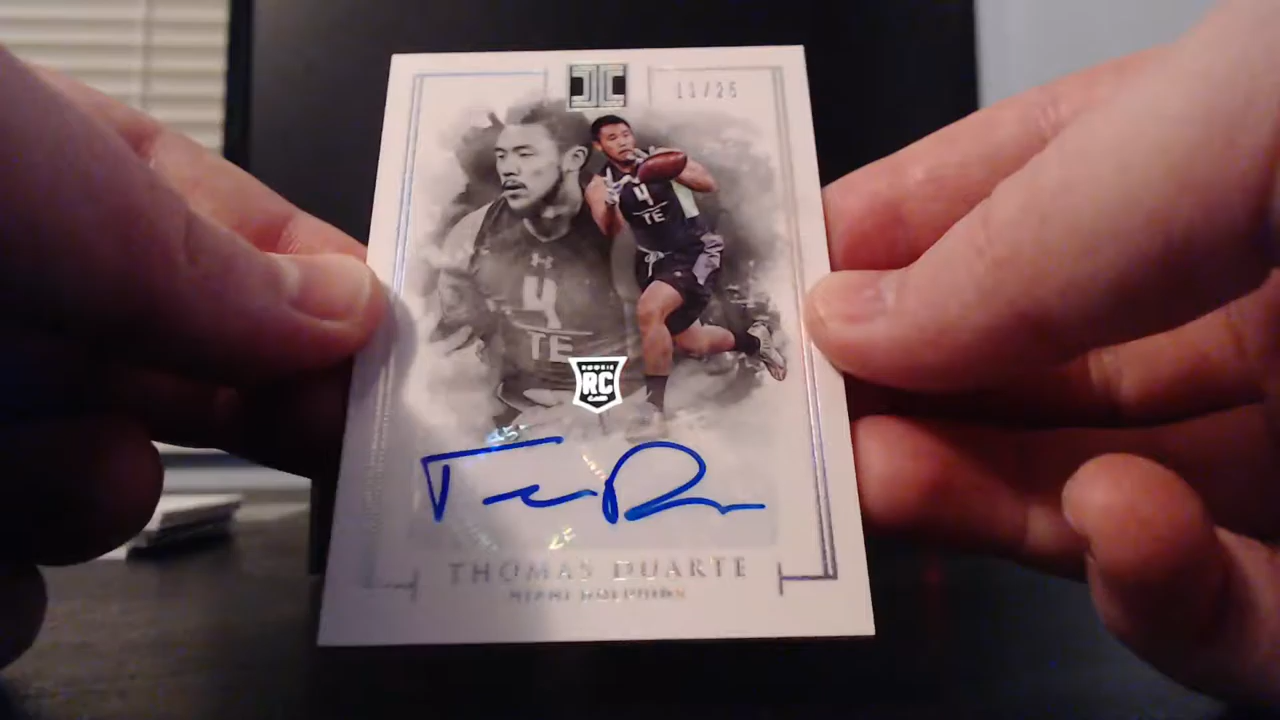 11/25
4
TE
4
TE
ROOKIE
RC
CARD
THOMAS DUARTE
MIAMI DOLPHINS